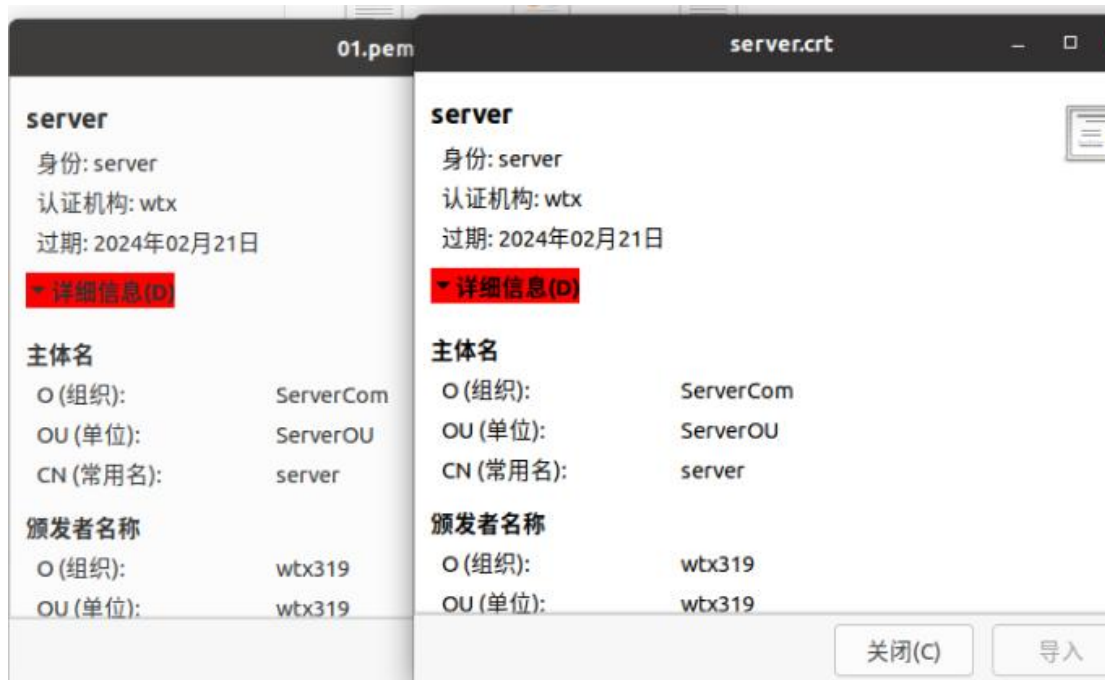 01.pem
server
身份: server
认证机构: wtx
过期: 2024年02月21日
详细信息(D)
主体名
O (组织): ServerCom
OU (单位): ServerOU
CN (常用名): server
颁发者名称
O (组织): wtx319
OU (单位): wtx319
server.crt
server
身份: server
认证机构: wtx
过期: 2024年02月21日
详细信息(D)
主体名
O (组织): ServerCom
OU (单位): ServerOU
CN (常用名): server
颁发者名称
O (组织): wtx319
OU (单位): wtx319
关闭(C) 导入